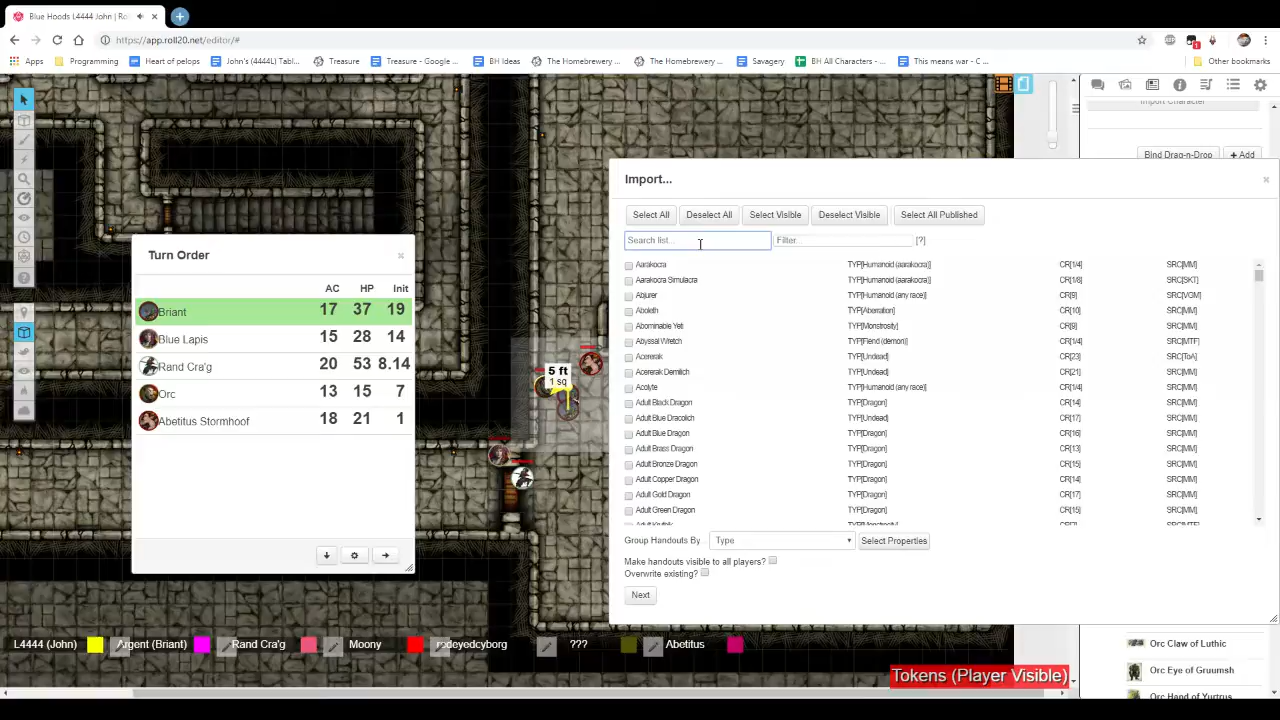 Blue Hoods L4444 John | Ro
https://app.roll20.net/editor/#
Apps Programming Heart of pelops John's (4444L) Tabl... Treasure Treasure - Google ... BH Ideas The Homebrewery ... The Homebrewery ... Savagery BH All Characters - ... This means war - C ... Other bookmarks
Import Character
Bind Drag-n-Drop + Add
Import...
Select All Deselect All Select Visible Deselect Visible Select All Published
Search list... Filter... [?]
Aarakocra TYP[Humanoid (aarakocra)] CR[1/4] SRC[MM]
Aarakocra Simulacra TYP[Humanoid (aarakocra)] CR[1/8] SRC[SKT]
Abjurer TYP[Humanoid (any race)] CR[9] SRC[VGM]
Aboleth TYP[Aberration] CR[10] SRC[MM]
Abominable Yeti TYP[Monstrosity] CR[9] SRC[MM]
Abyssal Wretch TYP[Fiend (demon)] CR[1/4] SRC[MTF]
Acererak TYP[Undead] CR[23] SRC[ToA]
Acererak Demilich TYP[Undead] CR[21] SRC[MM]
Acolyte TYP[Humanoid (any race)] CR[1/4] SRC[MM]
Adult Black Dragon TYP[Dragon] CR[14] SRC[MM]
Adult Blue Dracolich TYP[Undead] CR[17] SRC[MM]
Adult Blue Dragon TYP[Dragon] CR[16] SRC[MM]
Adult Brass Dragon TYP[Dragon] CR[13] SRC[MM]
Adult Bronze Dragon TYP[Dragon] CR[15] SRC[MM]
Adult Copper Dragon TYP[Dragon] CR[14] SRC[MM]
Adult Gold Dragon TYP[Dragon] CR[17] SRC[MM]
Adult Green Dragon TYP[Dragon] CR[15] SRC[MM]
Group Handouts By Type Select Properties
Make handouts visible to all players?
Overwrite existing?
Next
Turn Order
AC HP Init
Briant 17 37 19
Blue Lapis 15 28 14
Rand Cra'g 20 53 8.14
Orc 13 15 7
Abetitus Stormhoof 18 21 1
5 ft
1 sq
L4444 (John) Argent (Briant) Rand Cra'g Moony rodeyedcyborg ??? Abetitus
Tokens (Player Visible)
Orc Claw of Luthic
Orc Eye of Gruumsh
Orc Hand of Yurtrus